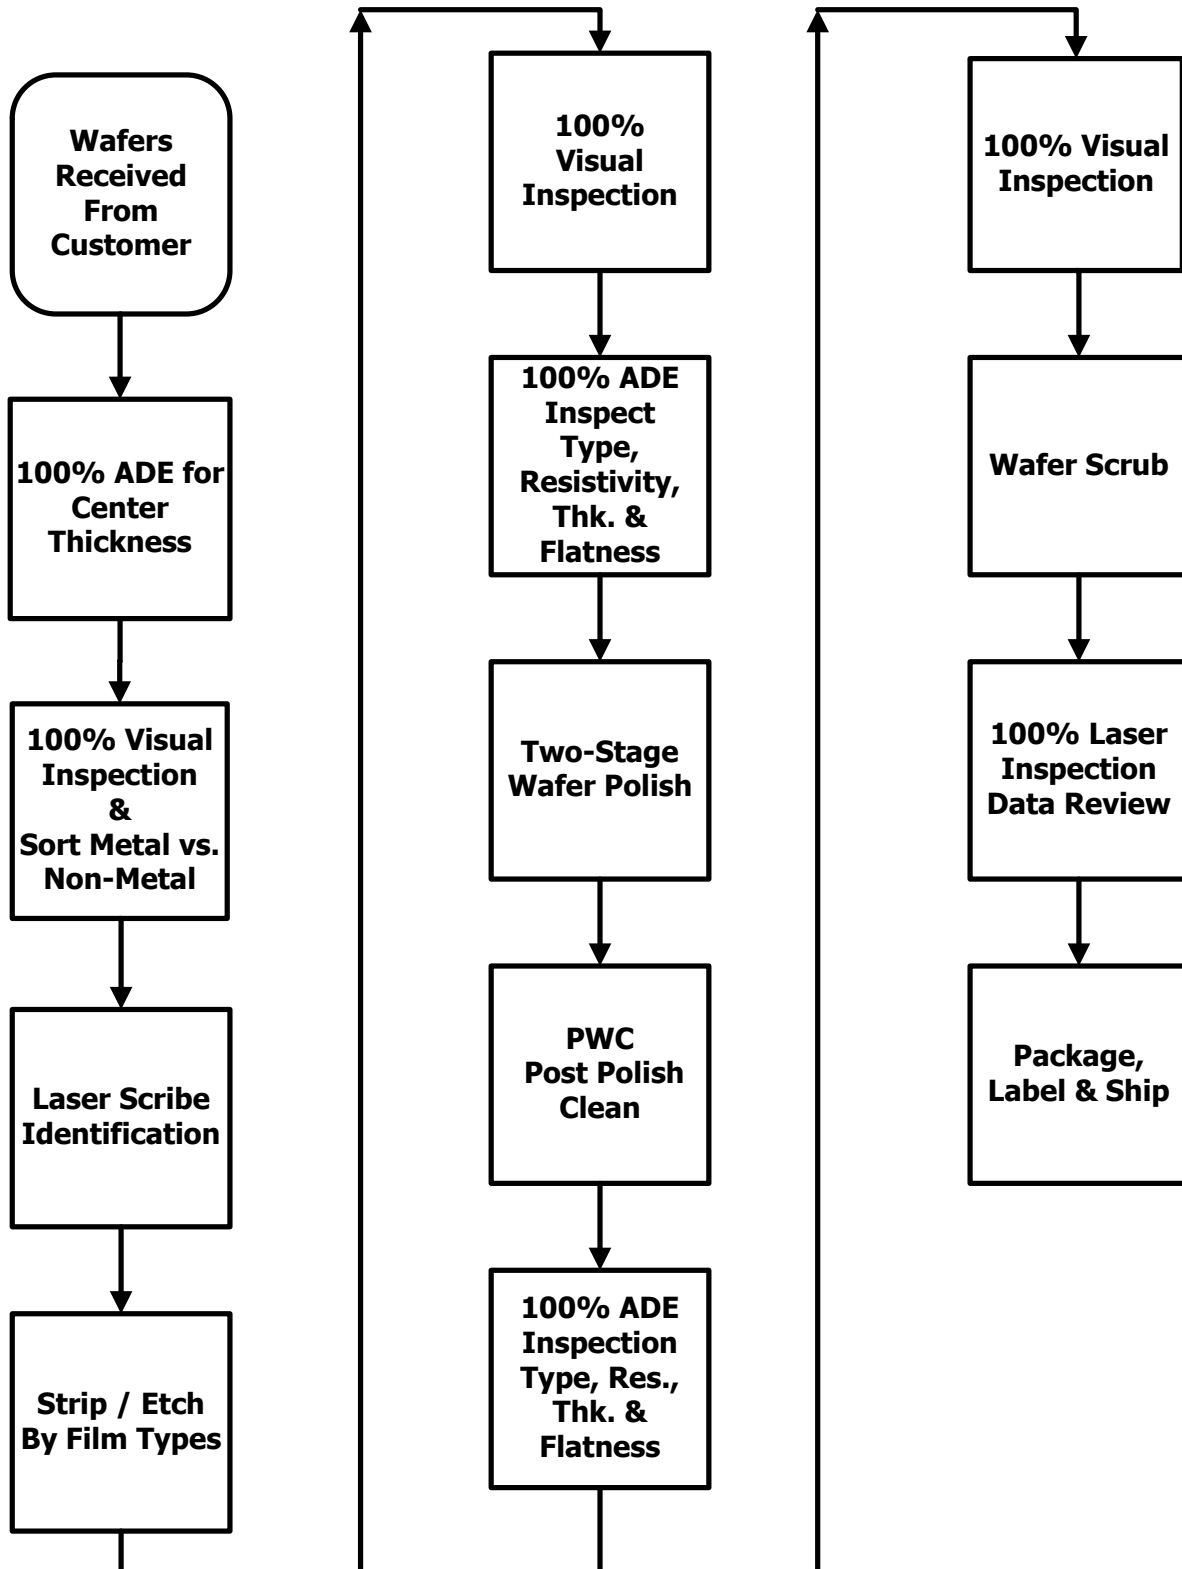 Wafers
Received
From
Customer
100% ADE for
Center
Thickness
100% Visual
Inspection
&
Sort Metal vs.
Non-Metal
Laser Scribe
Identification
Strip / Etch
By Film Types
100%
Visual
Inspection
100% ADE
Inspect
Type,
Resistivity,
Thk. &
Flatness
Two-Stage
Wafer Polish
PWC
Post Polish
Clean
100% ADE
Inspection
Type, Res.,
Thk. &
Flatness
100% Visual
Inspection
Wafer Scrub
100% Laser
Inspection
Data Review
Package,
Label & Ship